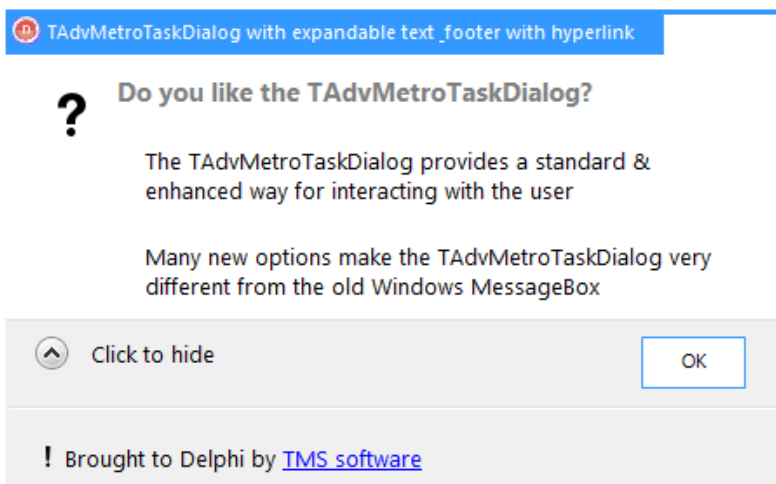 TAdvMetroTaskDialog with expandable text_footer with hyperlink
?
Do you like the TAdvMetroTaskDialog?
The TAdvMetroTaskDialog provides a standard &
enhanced way for interacting with the user
Many new options make the TAdvMetroTaskDialog very
different from the old Windows MessageBox
Click to hide
OK
! Brought to Delphi by TMS software